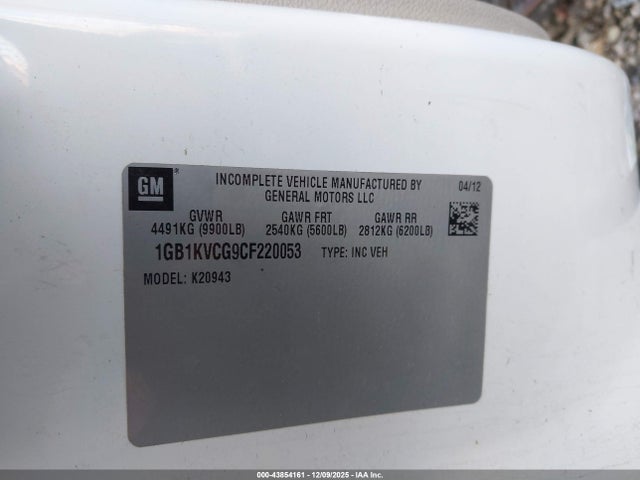 GM
INCOMPLETE VEHICLE MANUFACTURED BY
GENERAL MOTORS LLC
04/12
GVWR GAWR FRT GAWR RR
4491KG (9900LB) 2540KG (5600LB) 2812KG (6200LB)
1GB1KVCG9CF220053 TYPE: INC VEH
MODEL: K20943
000-43854161 - 12/09/2025 - IAAI, Inc.